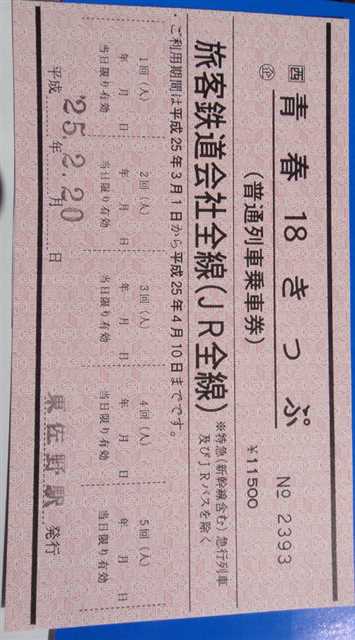 ㊄ 青春18きっぷ
企 (普通列車乗車券) ￥11500 № 2393
旅客鉄道会社全線(JR全線) ※特急(新幹線含む)急行列車
及びJRバスを除く
・ご利用期間は平成25年3月1日から平成25年4月10日までです。
1回(人) 2回(人) 3回(人) 4回(人) 5回(人)
年 月 日 年 月 日 年 月 日 年 月 日 年 月 日
当日限り有効 当日限り有効 当日限り有効 当日限り有効 当日限り有効
平成25年2月20日 東佐野駅 発行